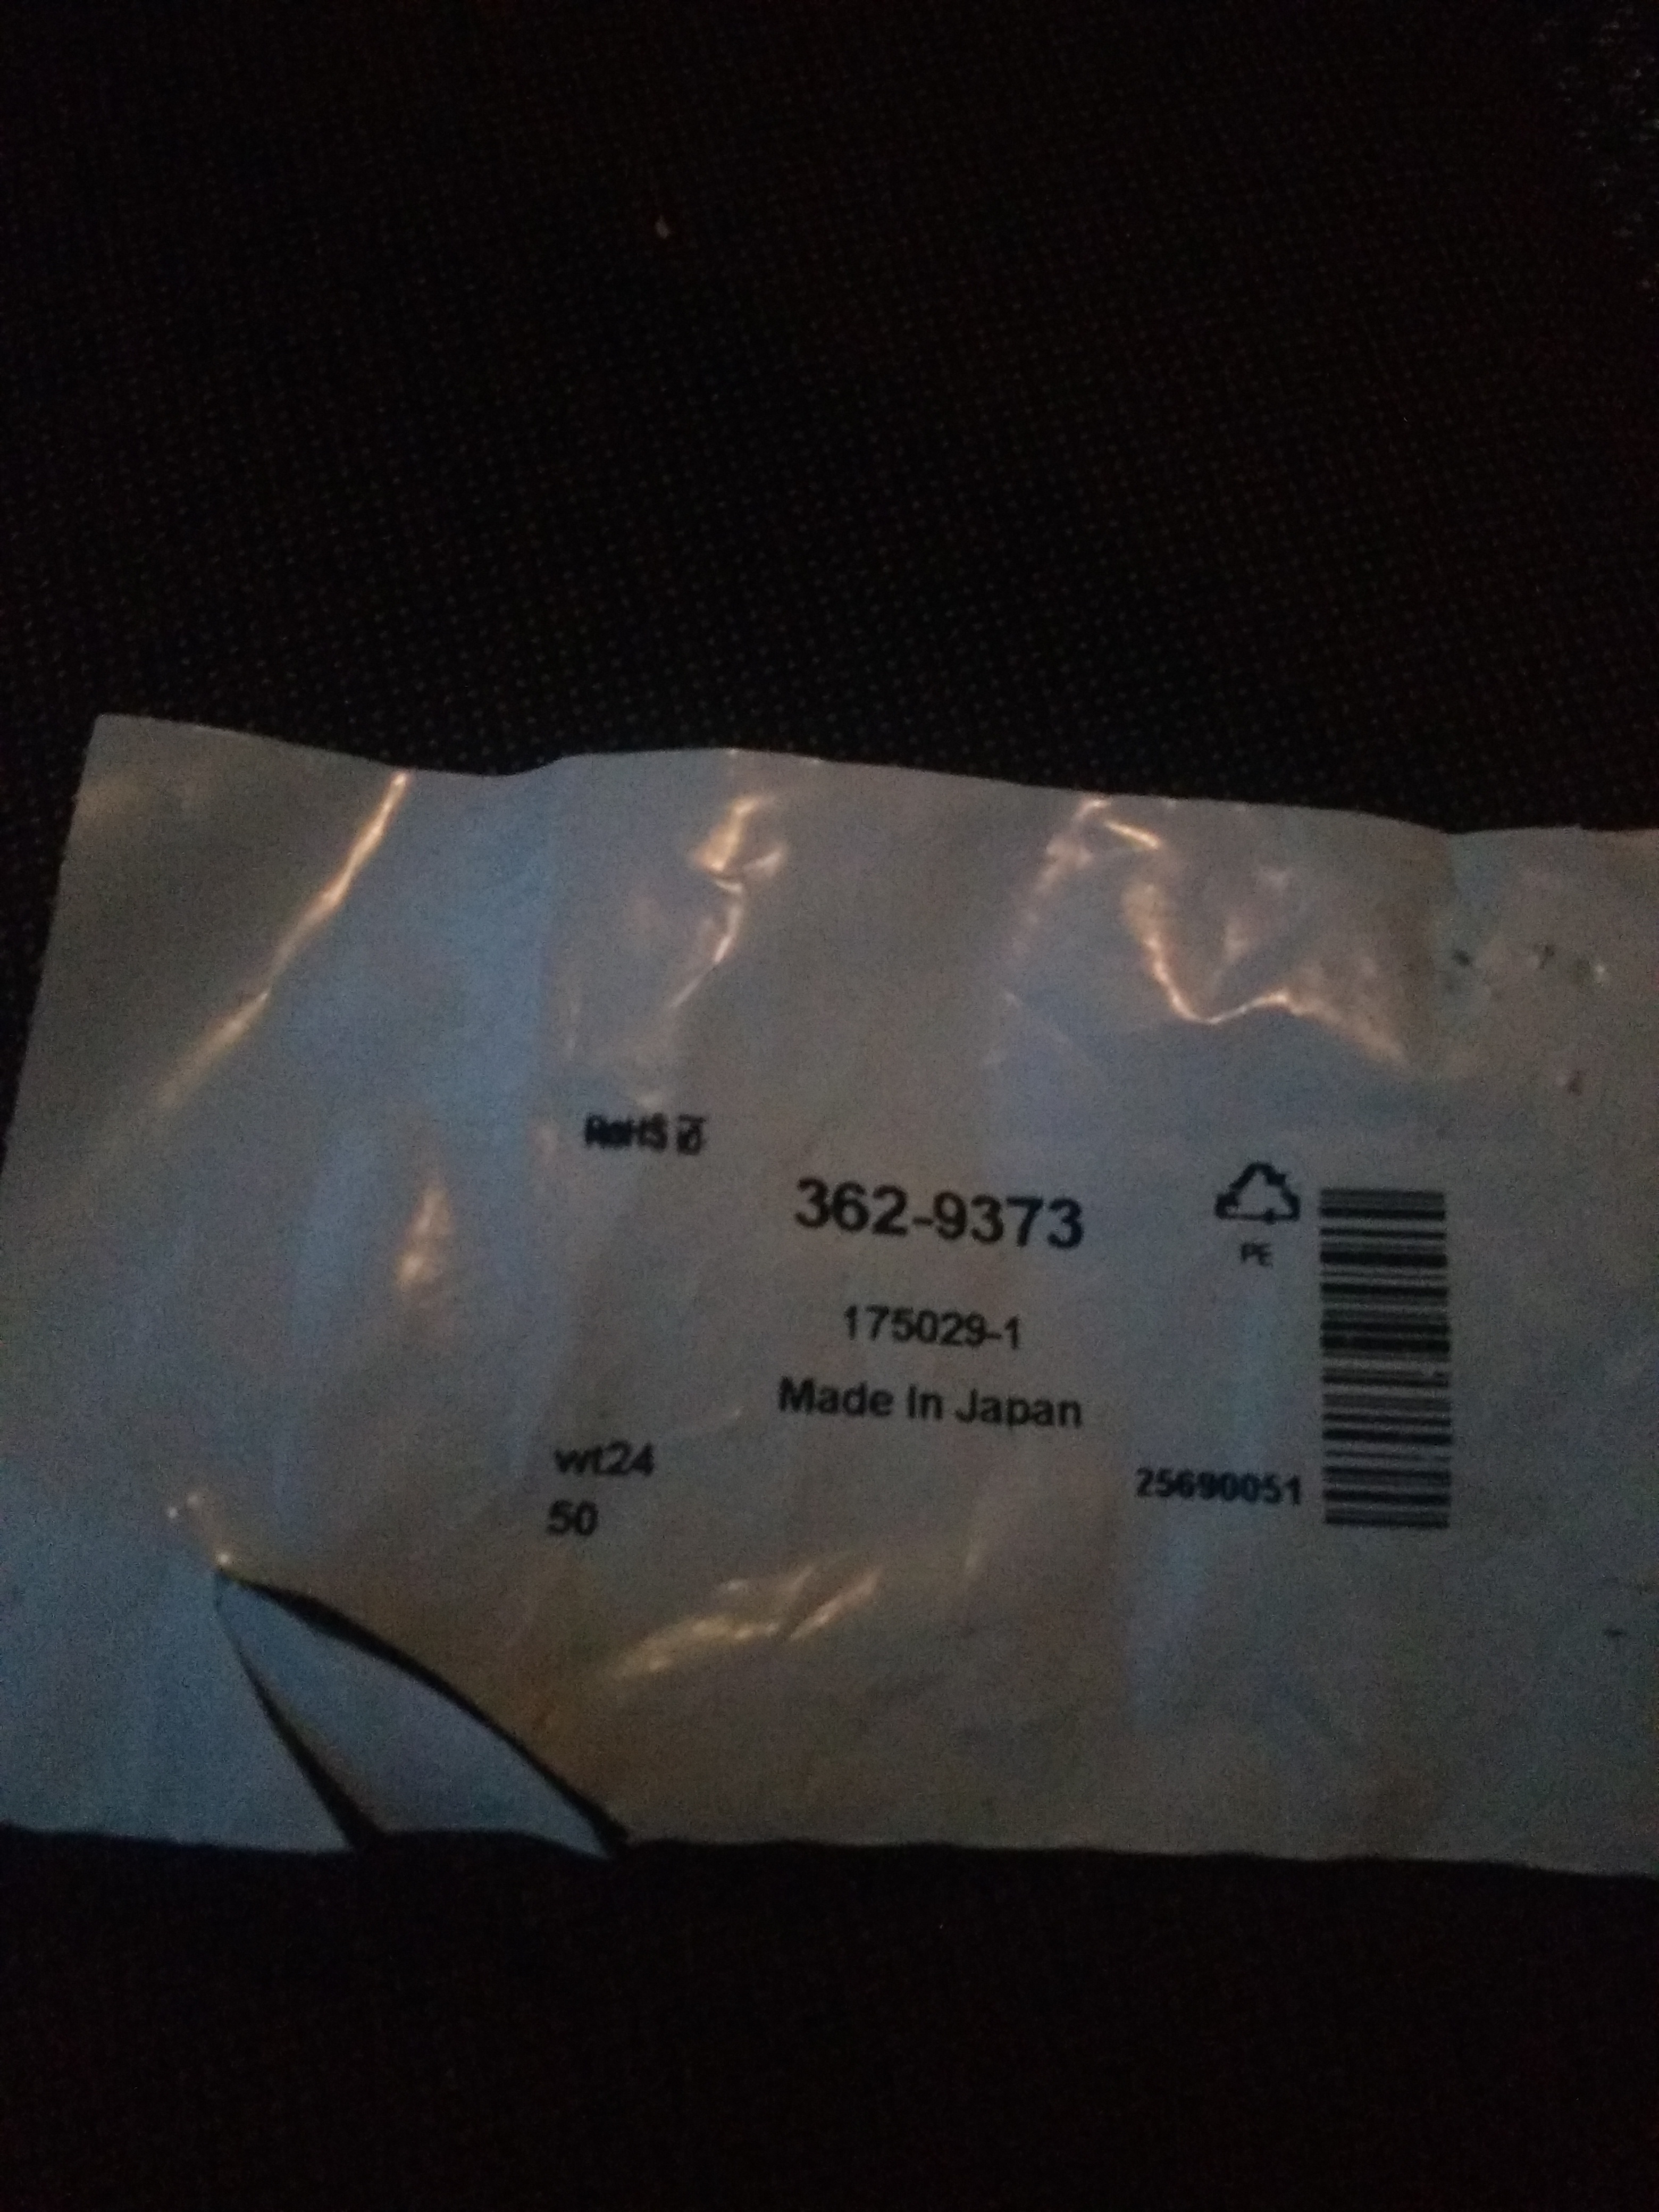 RoHS
362-9373
PE
175029-1
Made In Japan
wt24
25690051
50